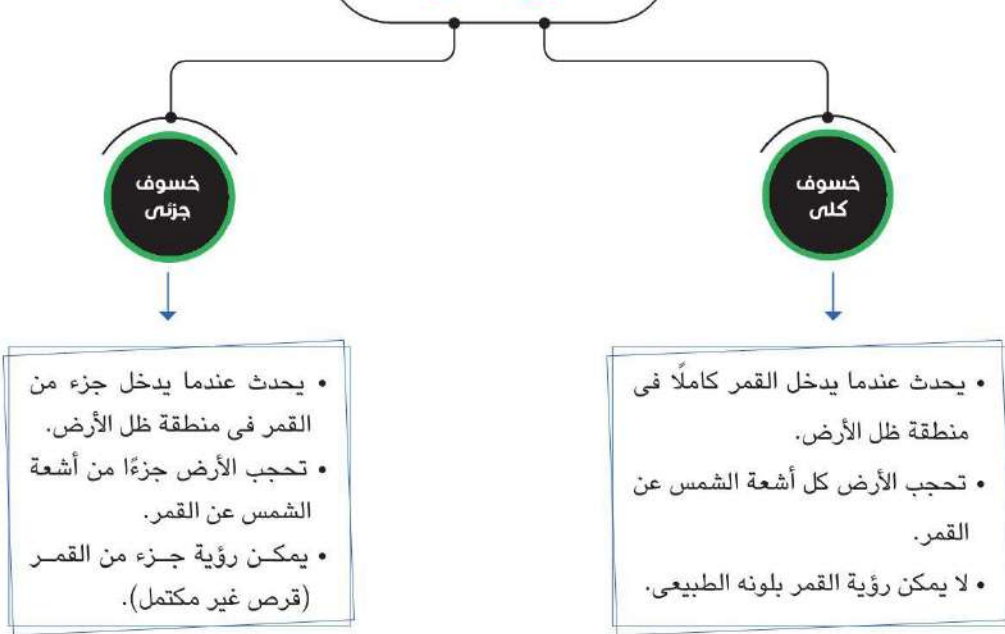 خسوف
كلى
• يحدث عندما يدخل القمر كاملًا فى
منطقة ظل الأرض.
• تحجب الأرض كل أشعة الشمس عن
القمر.
• لا يمكن رؤية القمر بلونه الطبيعى.
خسوف
جزئى
• يحدث عندما يدخل جزء من
القمر فى منطقة ظل الأرض.
• تحجب الأرض جزءًا من أشعة
الشمس عن القمر.
• يمكـن رؤية جــزء من القمــر
(قرص غير مكتمل).